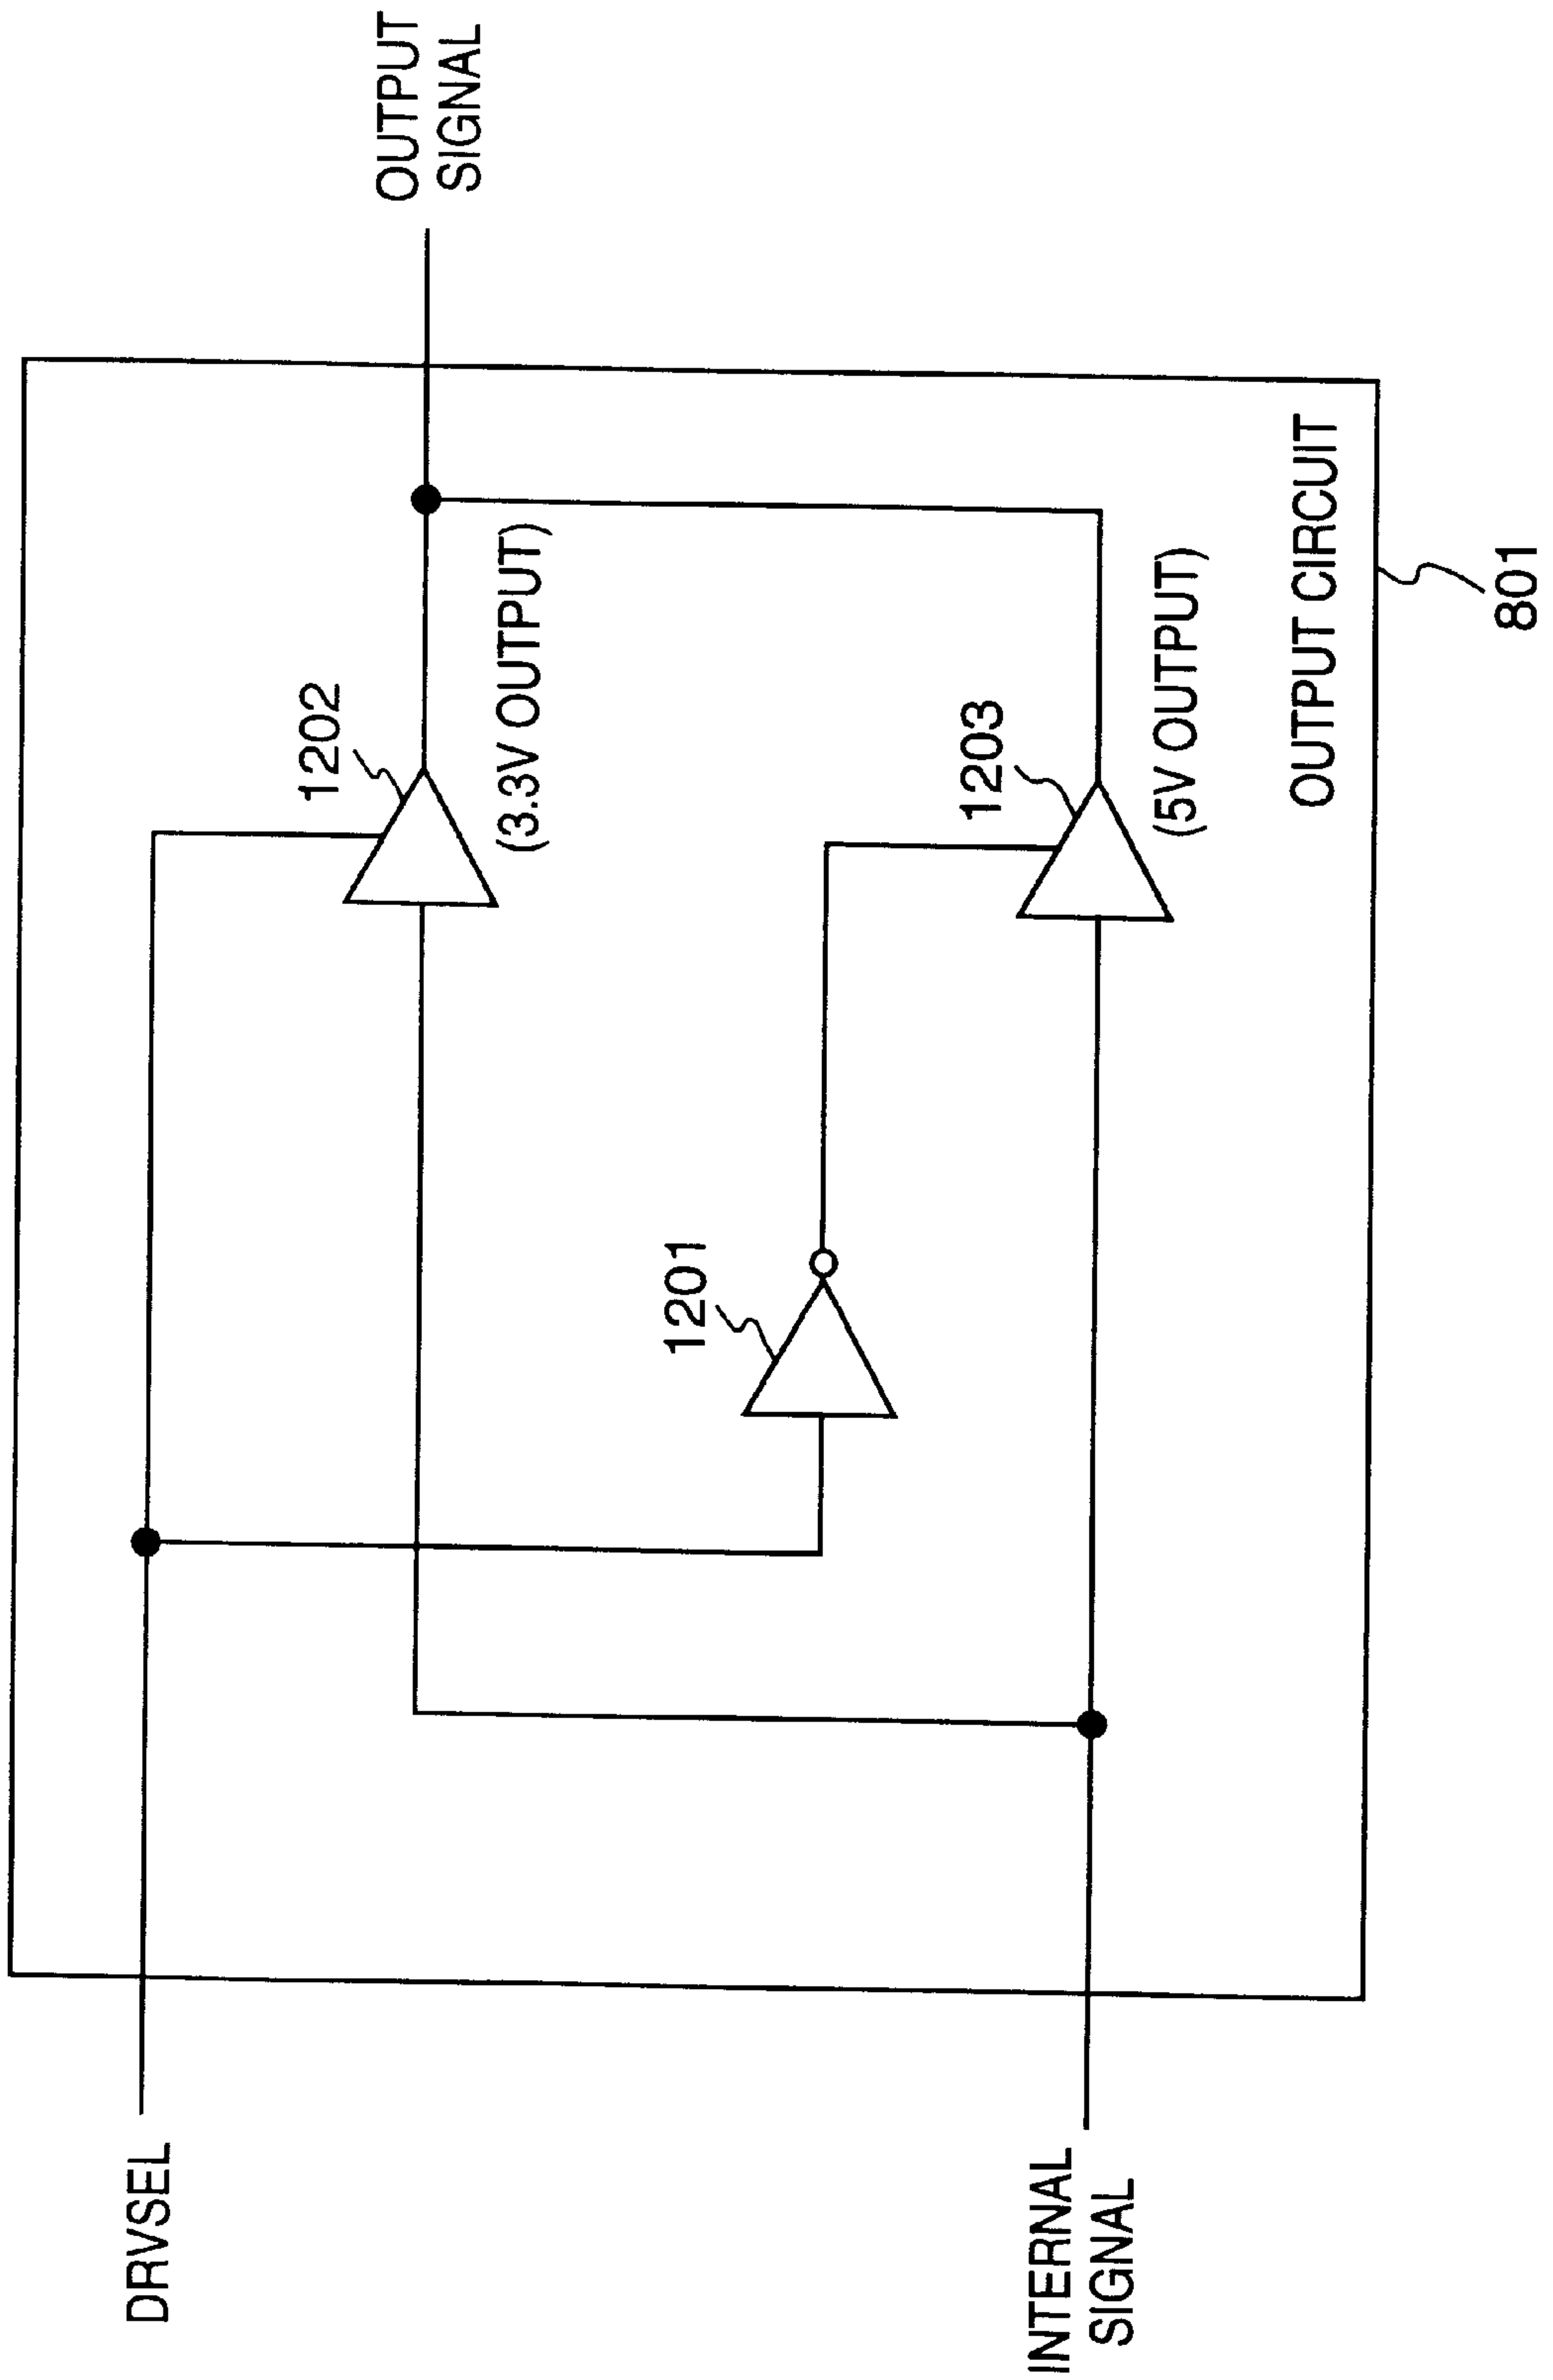 DRVSEL
INTERNAL
SIGNAL
1201
1202
(3.3V OUTPUT)
1203
(5V OUTPUT)
OUTPUT CIRCUIT
801
OUTPUT
SIGNAL